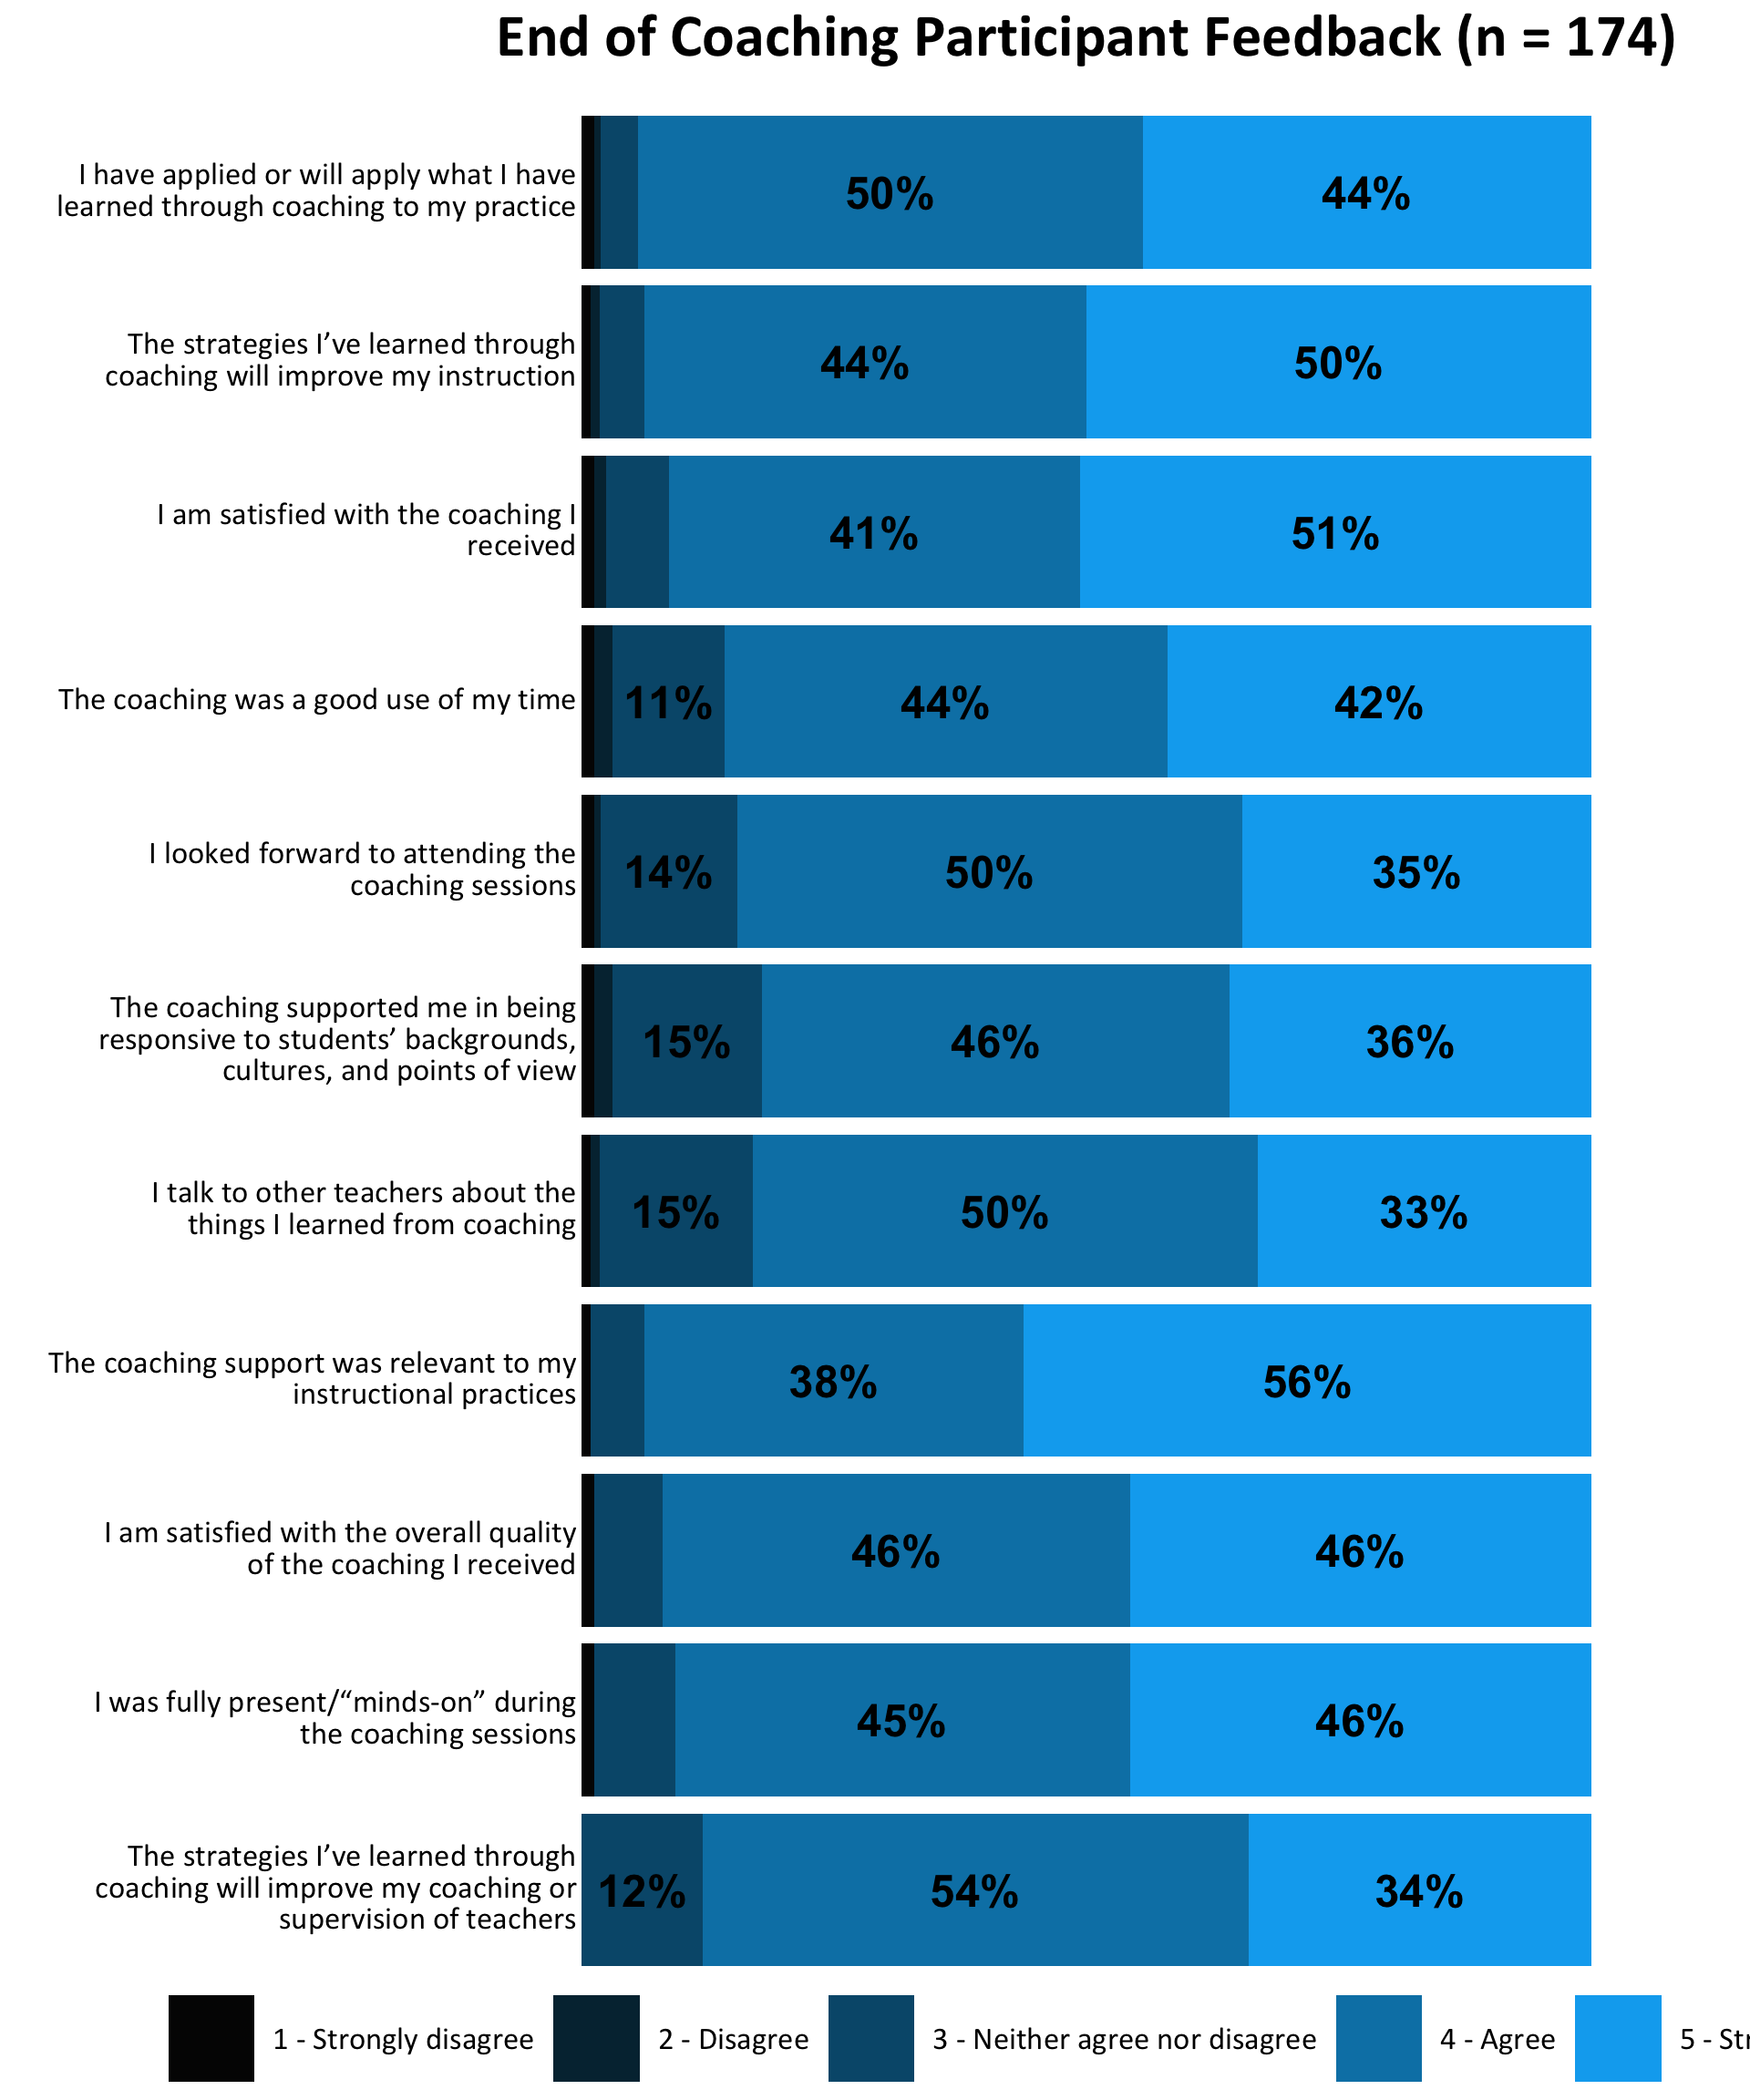 End of Coaching Participant Feedback (n = 174)
I have applied or will apply what I have
learned through coaching to my practice
50%
44%
The strategies I’ve learned through
coaching will improve my instruction
44%
50%
I am satisfied with the coaching I
received
41%
51%
The coaching was a good use of my time
11%
44%
42%
I looked forward to attending the
coaching sessions
14%
50%
35%
The coaching supported me in being
responsive to students’ backgrounds,
cultures, and points of view
15%
46%
36%
I talk to other teachers about the
things I learned from coaching
15%
50%
33%
The coaching support was relevant to my
instructional practices
38%
56%
I am satisfied with the overall quality
of the coaching I received
46%
46%
I was fully present/“minds-on” during
the coaching sessions
45%
46%
The strategies I’ve learned through
coaching will improve my coaching or
supervision of teachers
12%
54%
34%
1 - Strongly disagree
2 - Disagree
3 - Neither agree nor disagree
4 - Agree
5 -